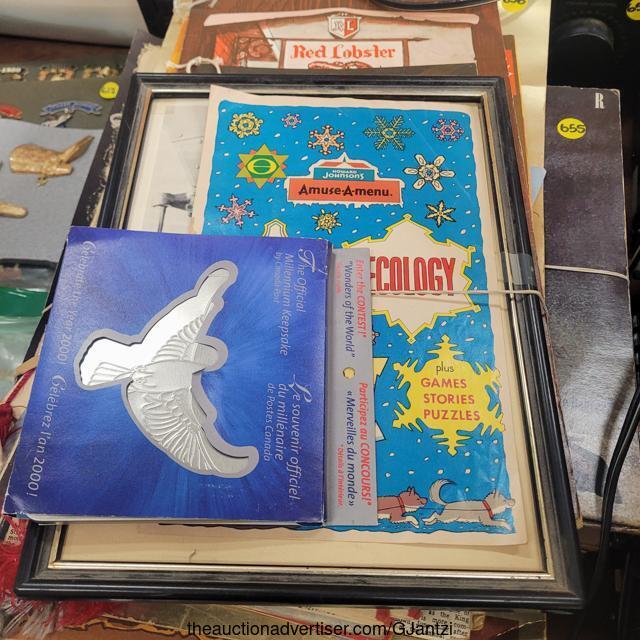 Red Lobster
R
655
HOWARD
JOHNSON'S
Amuse-A-menu.
ECOLOGY
plus
GAMES
STORIES
PUZZLES
The Official
Millennium Keepsake
by Canada Post
Le souvenir officiel
du millénaire
de Postes Canada
Celebrate the Year 2000!
Célébrez l'an 2000!
Enter the CONTEST!*
"Wonders of the World"
Participez au CONCOURS!*
« Merveilles du monde »
*Détails à l'intérieur.
theauctionadvertiser.com/GJantzi